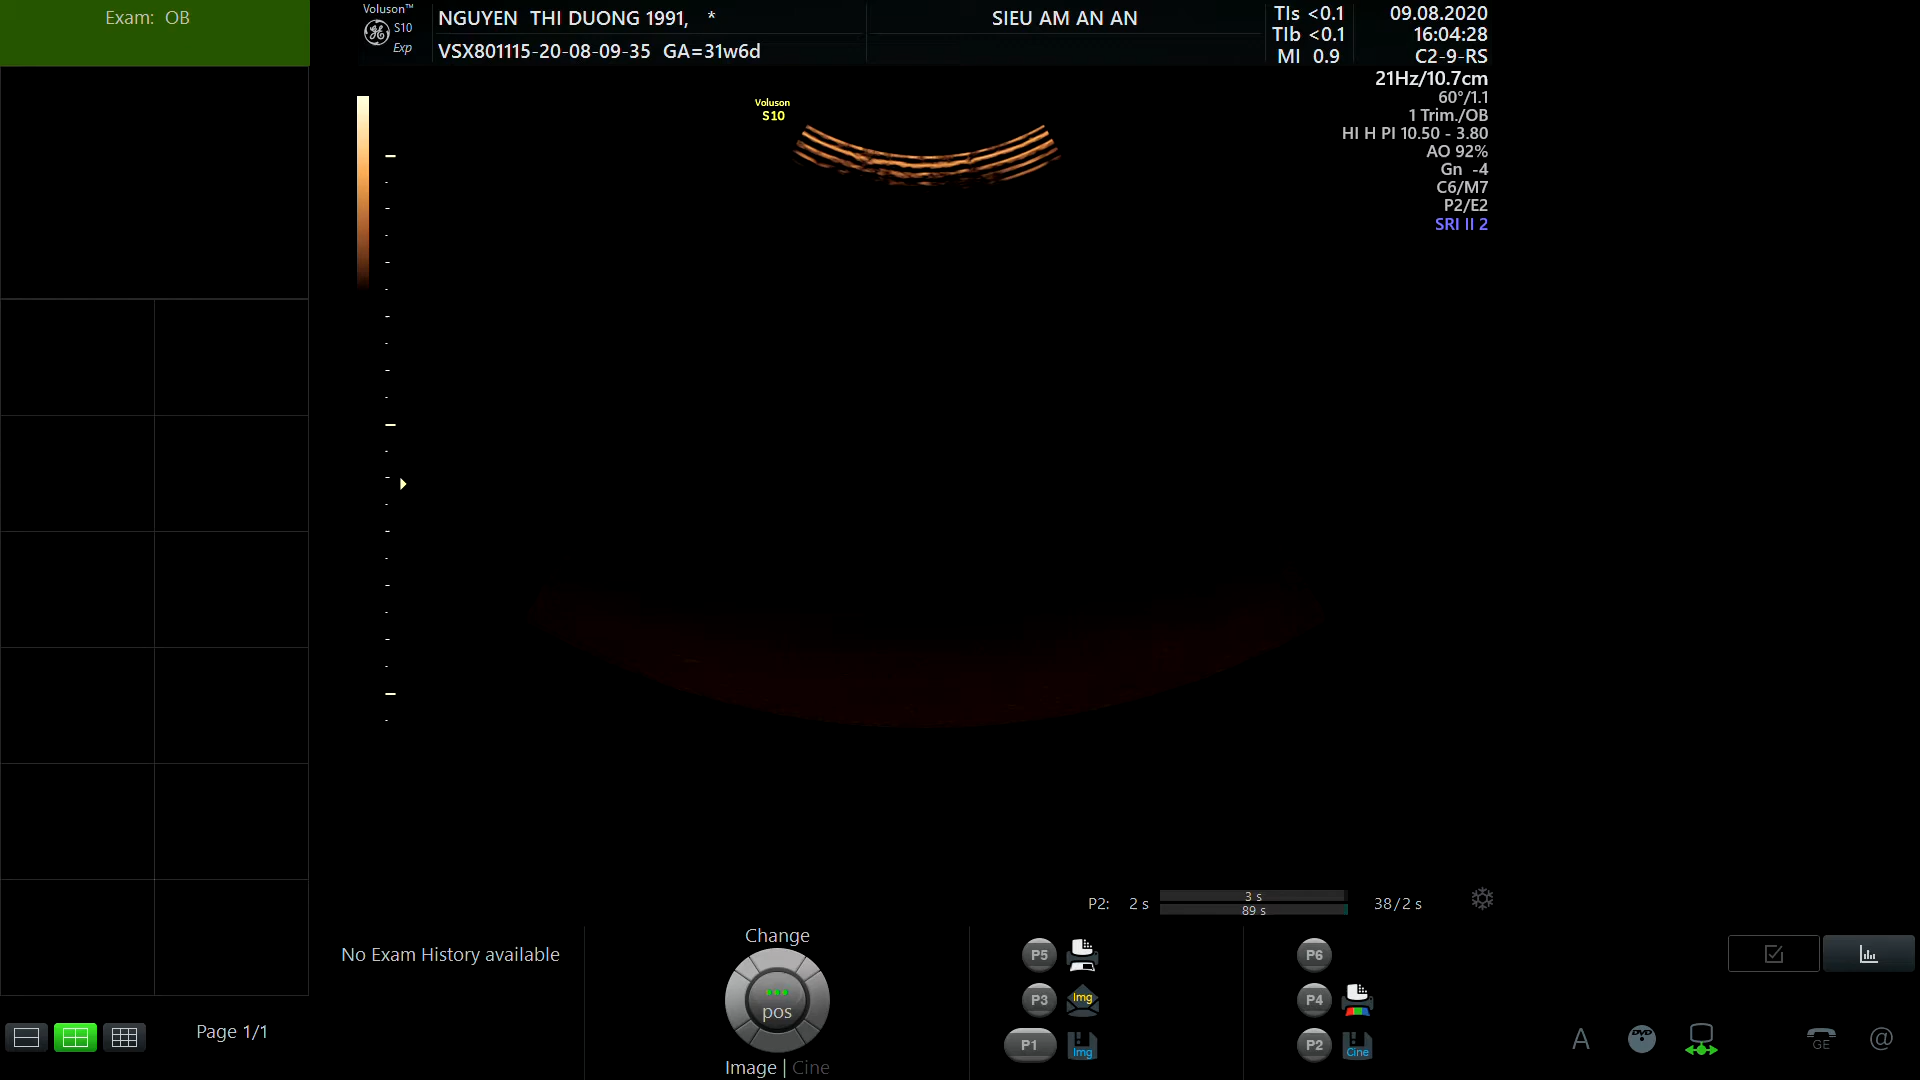 Exam: OB
Voluson™
S10
Exp
NGUYEN THI DUONG 1991, *
VSX801115-20-08-09-35 GA=31w6d
SIEU AM AN AN
TIs <0.1
TIb <0.1
MI 0.9
09.08.2020
16:04:28
C2-9-RS
21Hz/10.7cm
60°/1.1
1 Trim./OB
HI H PI 10.50 - 3.80
AO 92%
Gn -4
C6/M7
P2/E2
SRI II 2
Voluson
S10
P2: 2 s
3 s
89 s
38/2 s
No Exam History available
Change
pos
Image | Cine
P5
P3
Img
P1
Img
P6
P4
P2
Cine
Page 1/1
A
DVD
GE
@